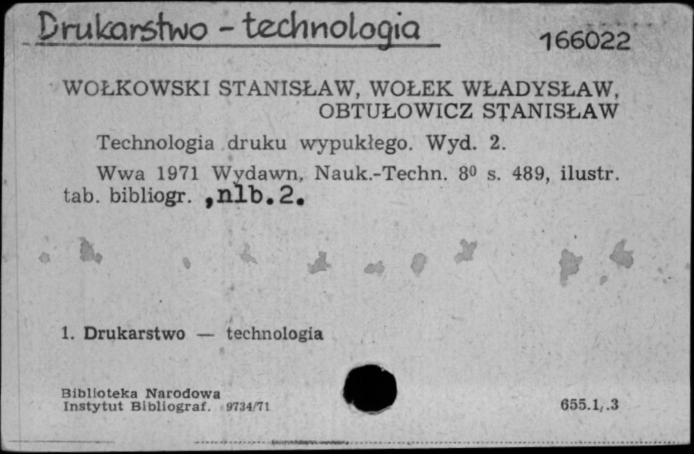 Drukarstwo - technologia
166022
WOŁKOWSKI STANISŁAW, WOŁEK WŁADYSŁAW,
OBTUŁOWICZ STANISŁAW
Technologia druku wypukłego. Wyd. 2.
Wwa 1971 Wydawn. Nauk.-Techn. 8⁰ s. 489, ilustr.
tab. bibliogr. ,nlb.2.
1. Drukarstwo — technologia
Biblioteka Narodowa
Instytut Bibliograf. 9734/71
655.1/.3